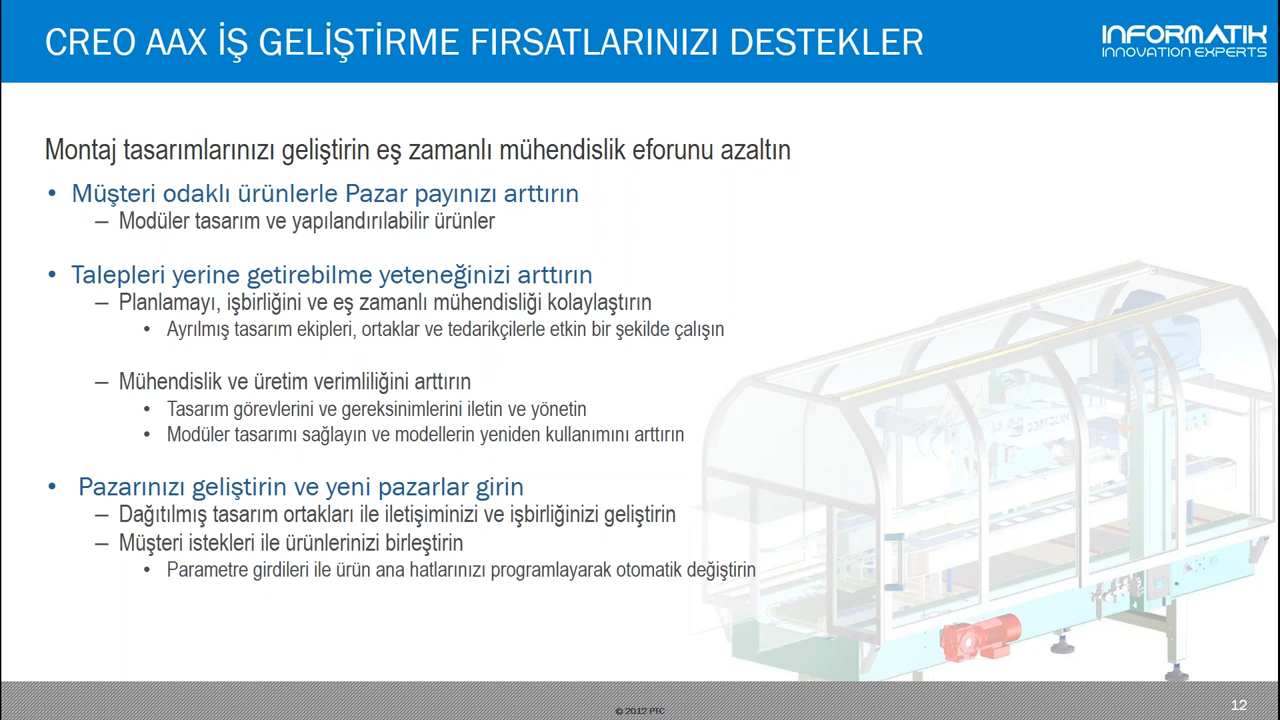 CREO AAX İŞ GELİŞTİRME FIRSATLARINIZI DESTEKLER
INFORMATIK
INNOVATION EXPERTS
Montaj tasarımlarınızı geliştirin eş zamanlı mühendislik eforunu azaltın
• Müşteri odaklı ürünlerle Pazar payınızı arttırın
– Modüler tasarım ve yapılandırılabilir ürünler
• Talepleri yerine getirebilme yeteneğinizi arttırın
– Planlamayı, işbirliğini ve eş zamanlı mühendisliği kolaylaştırın
• Ayrılmış tasarım ekipleri, ortaklar ve tedarikçilerle etkin bir şekilde çalışın
– Mühendislik ve üretim verimliliğini arttırın
• Tasarım görevlerini ve gereksinimlerini iletin ve yönetin
• Modüler tasarımı sağlayın ve modellerin yeniden kullanımını arttırın
• Pazarınızı geliştirin ve yeni pazarlar girin
– Dağıtılmış tasarım ortakları ile iletişiminizi ve işbirliğinizi geliştirin
– Müşteri istekleri ile ürünlerinizi birleştirin
• Parametre girdileri ile ürün ana hatlarınızı programlayarak otomatik değiştirin
© 2012 PTC
12